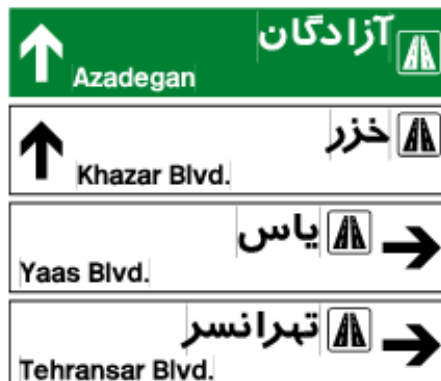 آزادگان
Azadegan
خزر
Khazar Blvd.
یاس
Yaas Blvd.
تهرانسر
Tehransar Blvd.